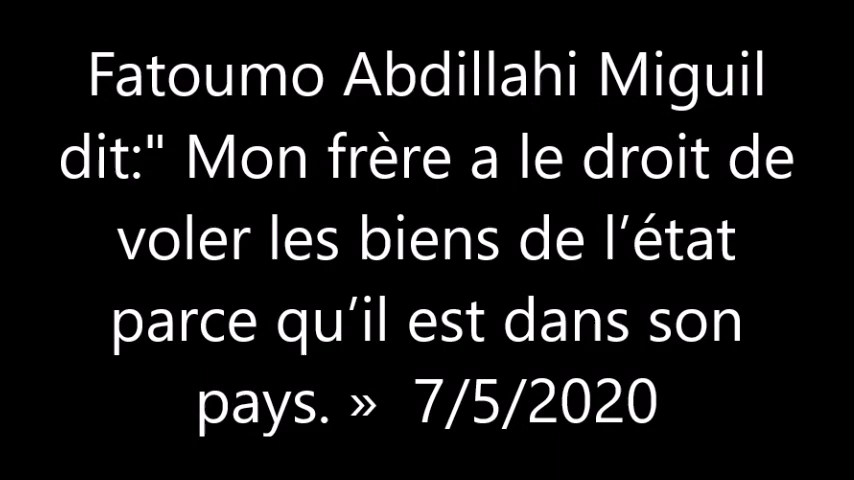 Fatoumo Abdillahi Miguil
dit:" Mon frère a le droit de
voler les biens de l’état
parce qu’il est dans son
pays. »  7/5/2020